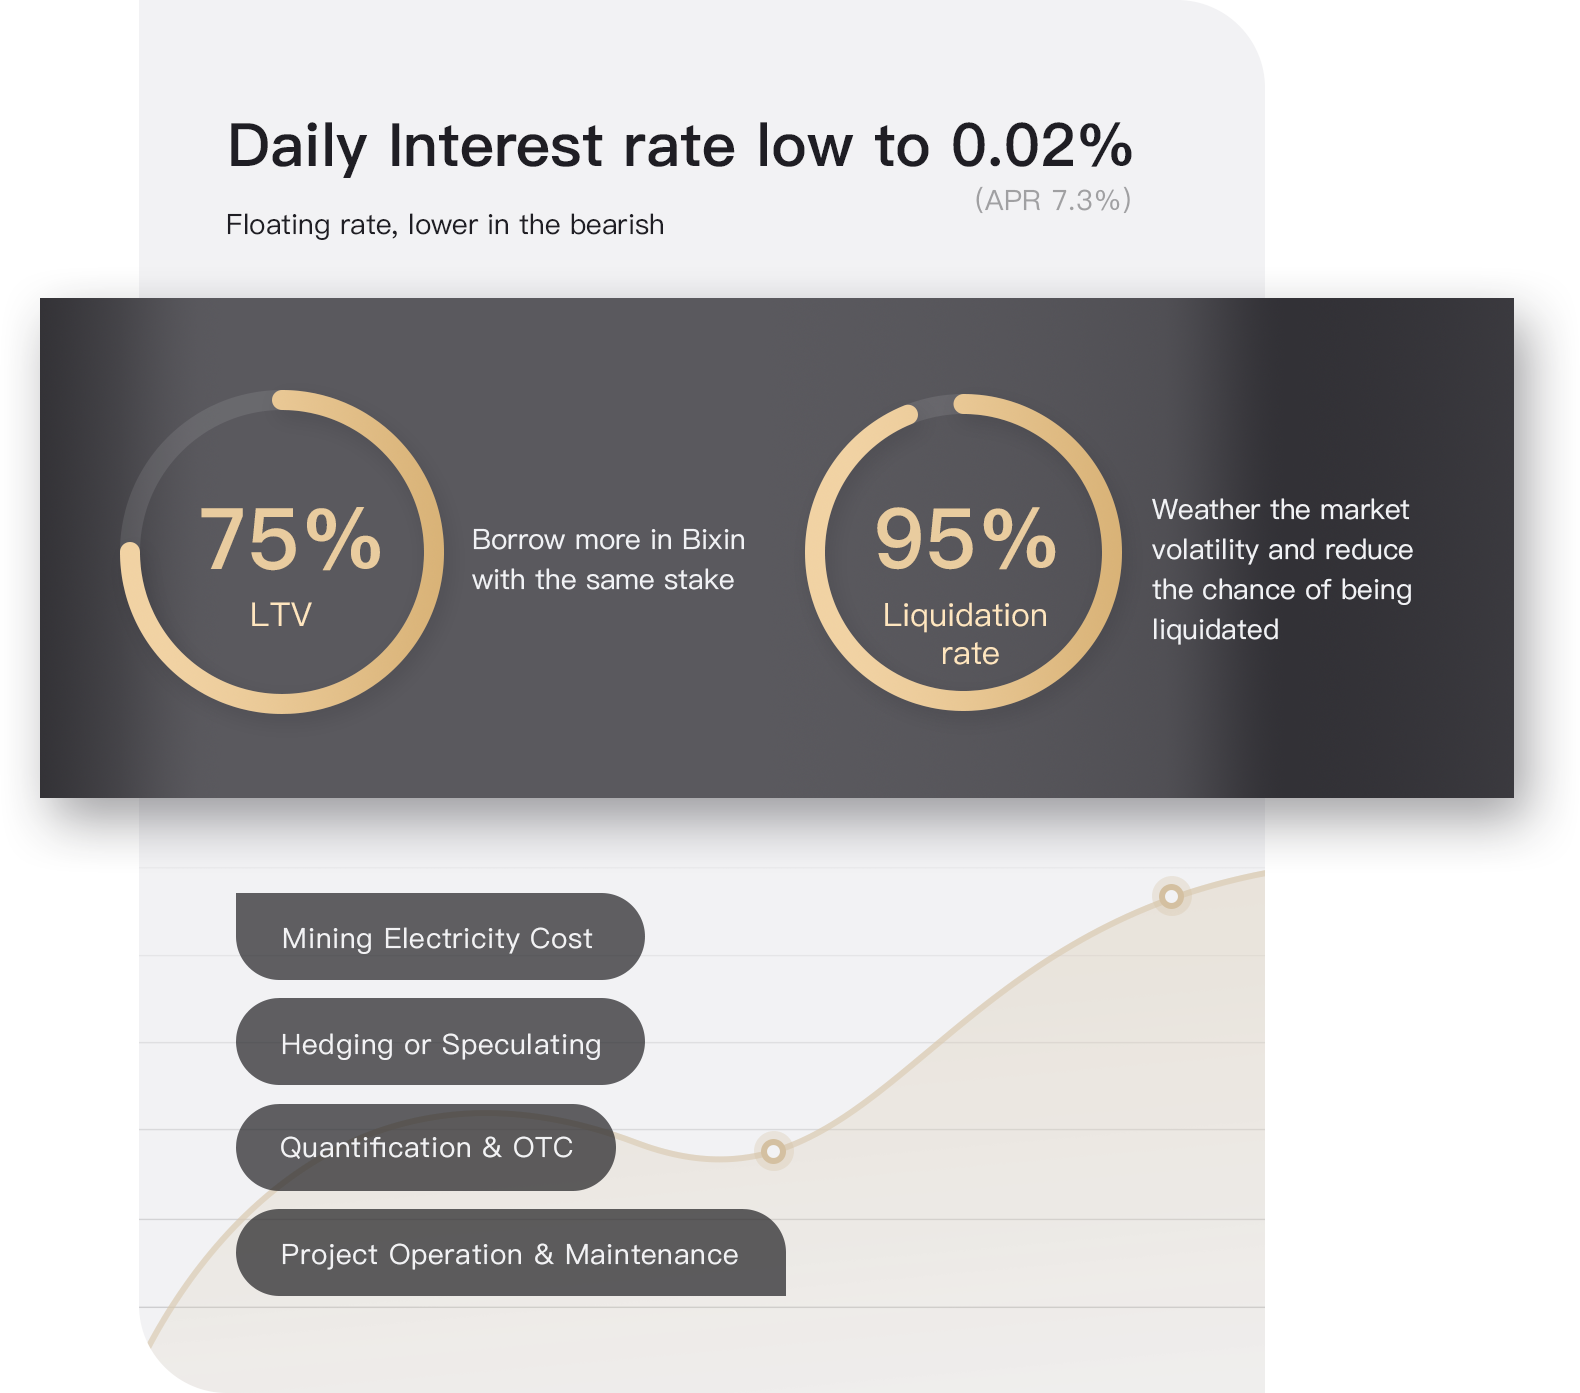 Daily Interest rate low to 0.02%
(APR 7.3%)
Floating rate, lower in the bearish
75%
LTV
Borrow more in Bixin
with the same stake
95%
Liquidation
rate
Weather the market
volatility and reduce
the chance of being
liquidated
Mining Electricity Cost
Hedging or Speculating
Quantification & OTC
Project Operation & Maintenance